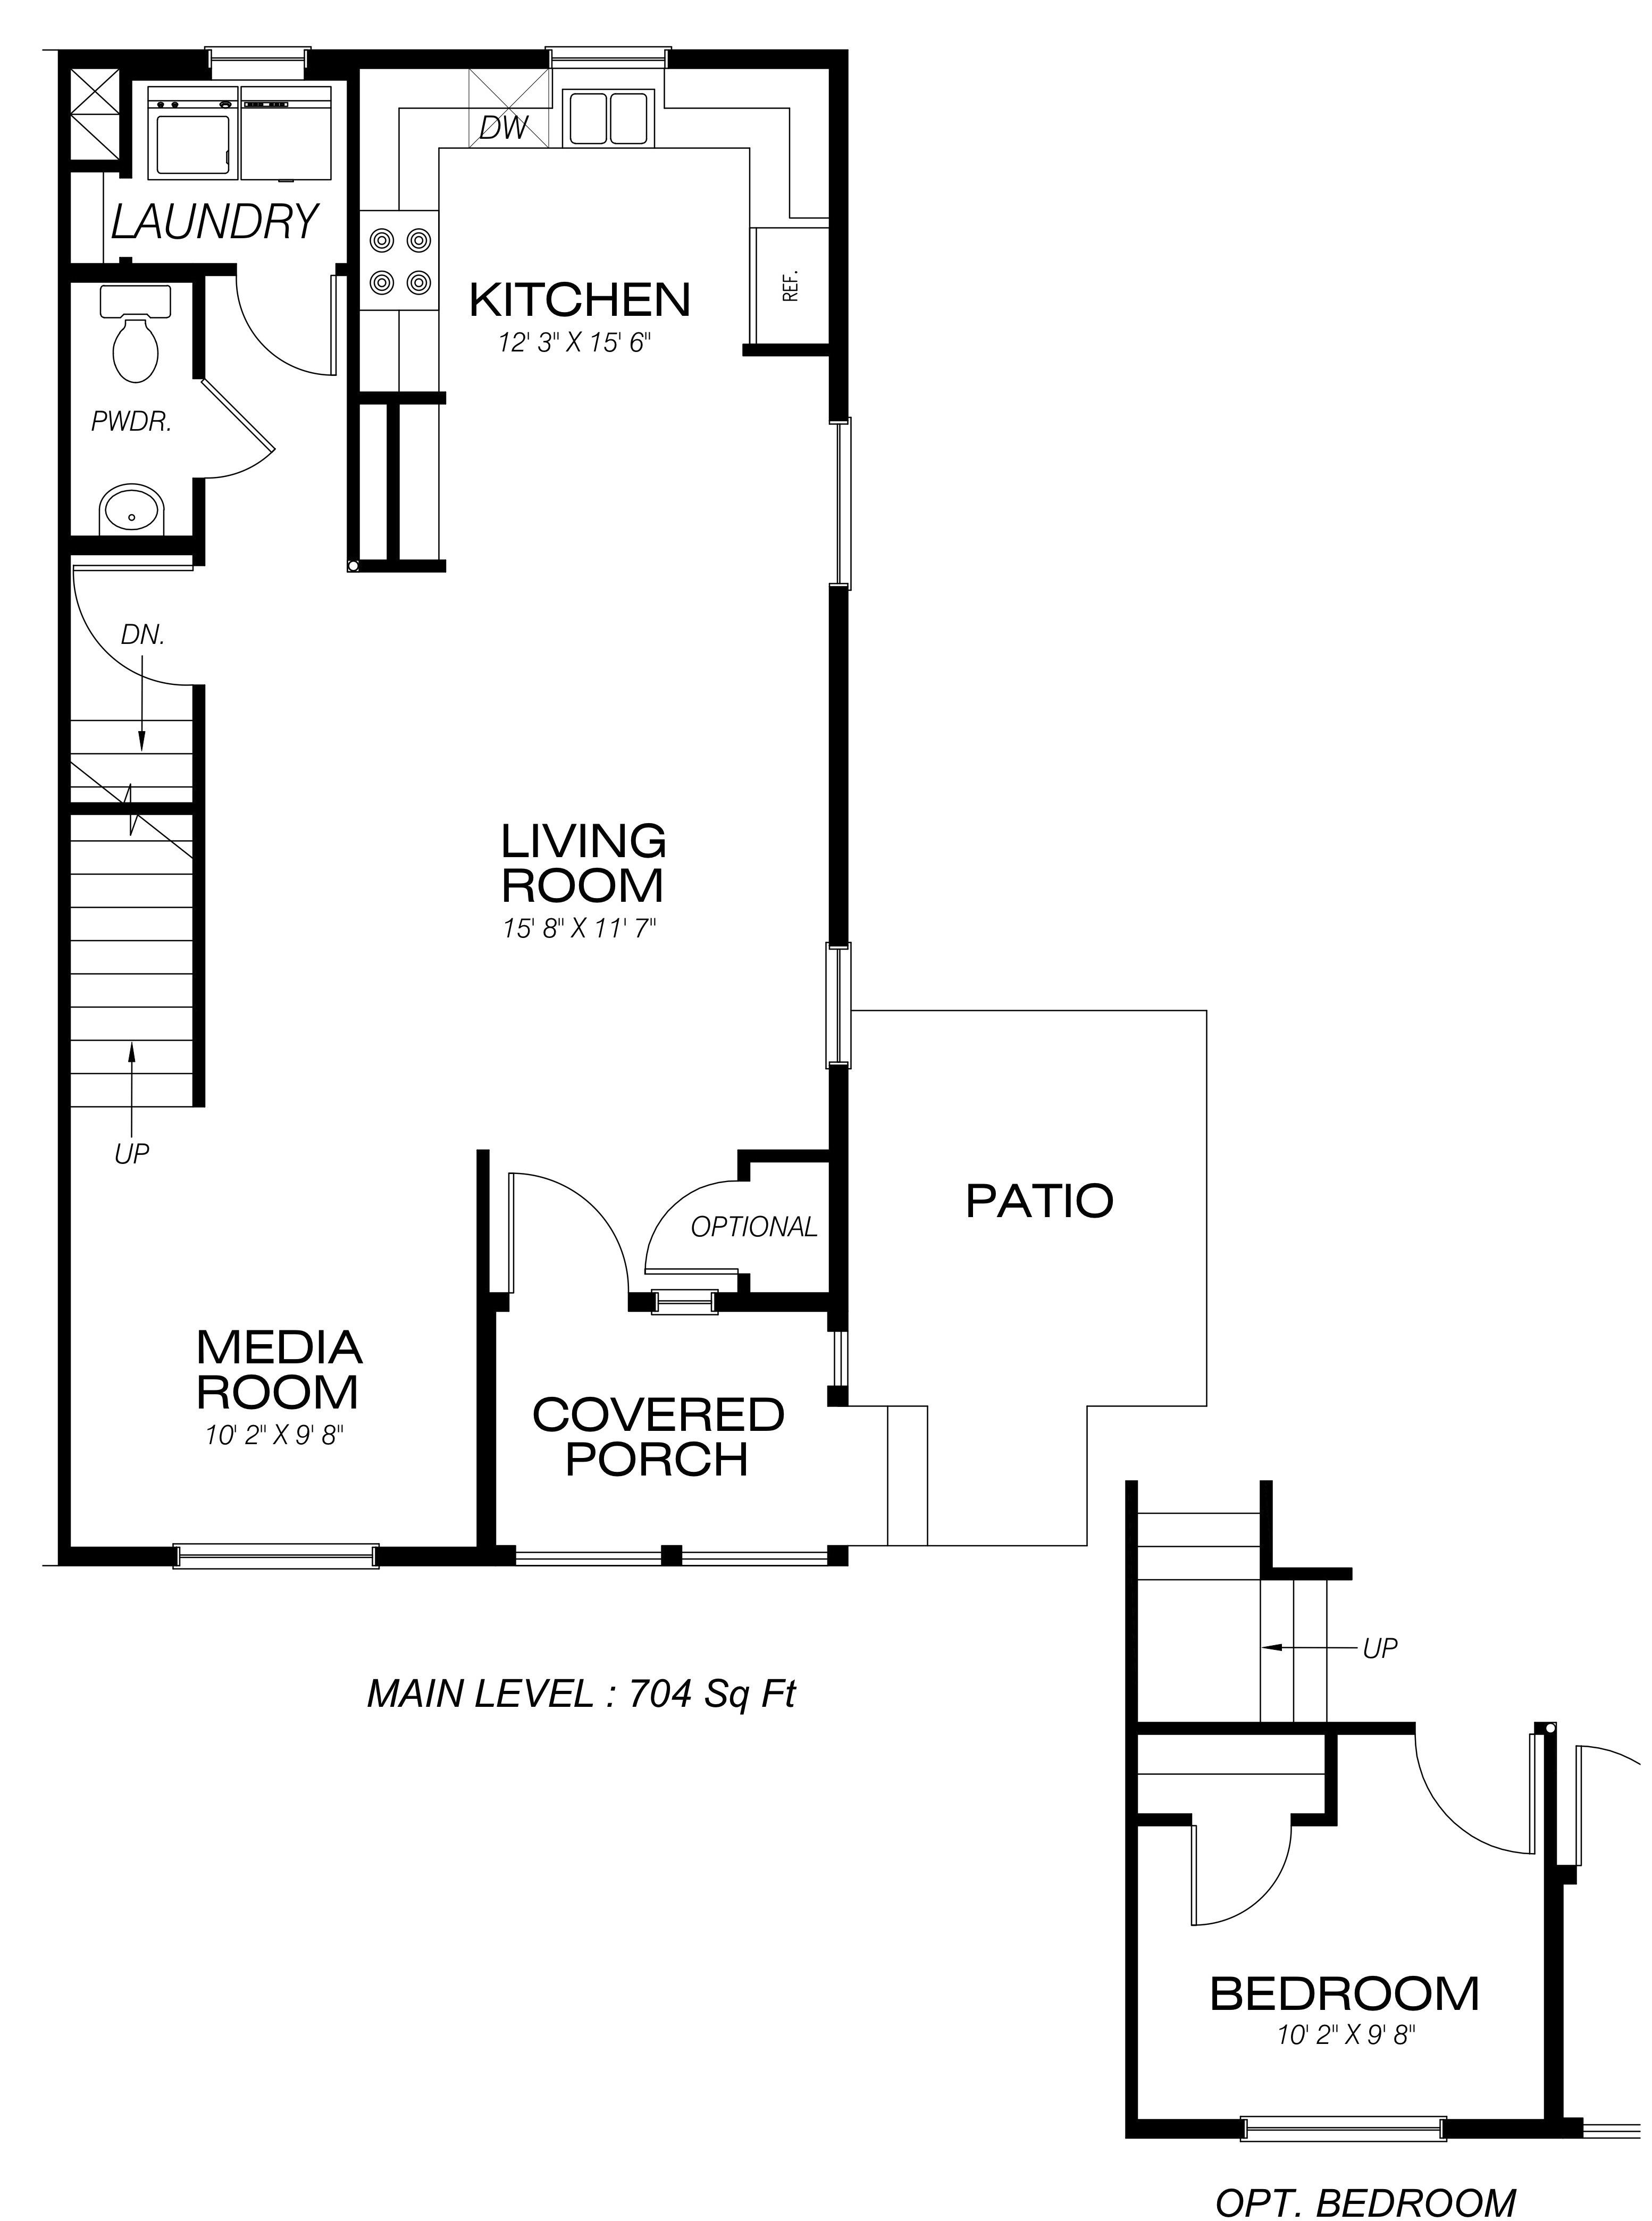 DW
LAUNDRY
REF.
KITCHEN
12' 3" X 15' 6"
PWDR.
DN.
LIVING
ROOM
15' 8" X 11' 7"
UP
PATIO
OPTIONAL
MEDIA
ROOM
10' 2" X 9' 8"
COVERED
PORCH
UP
MAIN LEVEL : 704 Sq Ft
BEDROOM
10' 2" X 9' 8"
OPT. BEDROOM